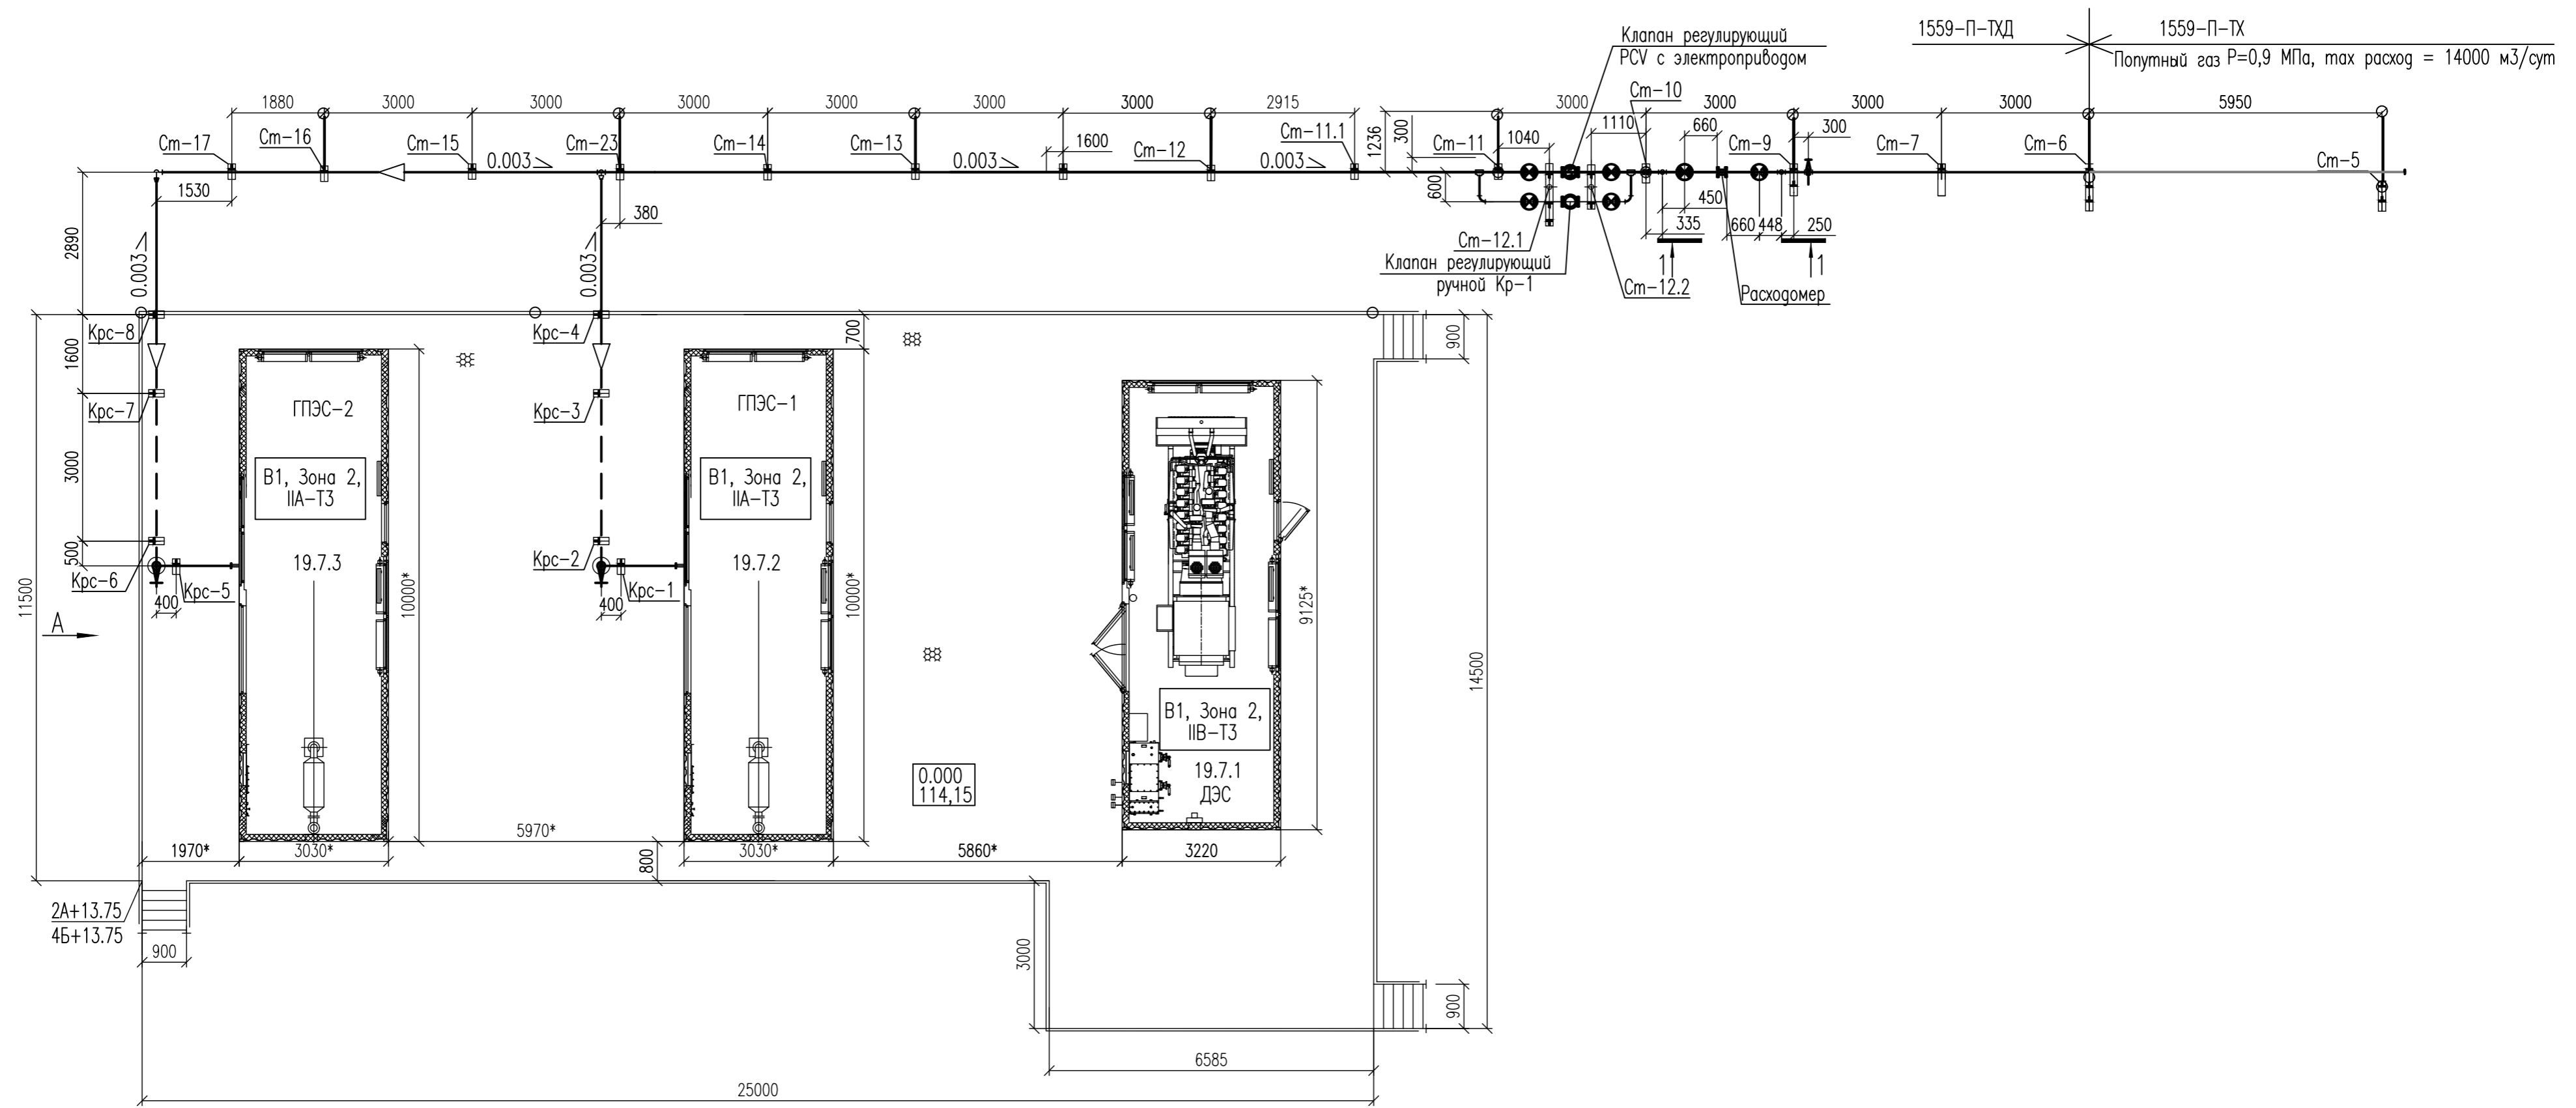 1559-П-ТХД
1559-П-ТХ
Попутный газ Р=0,9 МПа, max расход = 14000 м3/сут
Клапан регулирующий
PCV с электроприводом
1880
3000
3000
3000
3000
3000
3000
2915
3000
3000
3000
3000
5950
Ст-17
Ст-16
Ст-15
Ст-23
Ст-14
Ст-13
Ст-12
Ст-11.1
Ст-11
Ст-10
Ст-9
Ст-7
Ст-6
Ст-5
0.003
0.003
0.003
1600
1236
300
1040
1110
660
300
600
450
335
660
448
250
1530
380
2890
0.003
0.003
Ст-12.1
Клапан регулирующий
ручной Кр-1
Ст-12.2
Расходомер
1
1
Крс-8
Крс-4
700
900
1600
Крс-7
Крс-3
ГПЭС-2
ГПЭС-1
В1, Зона 2,
IIА-Т3
В1, Зона 2,
IIА-Т3
3000
500
Крс-6
Крс-5
400
Крс-2
Крс-1
400
19.7.3
19.7.2
10000*
10000*
9125*
11500
14500
А
В1, Зона 2,
IIВ-Т3
19.7.1
ДЭС
0.000
114,15
1970*
3030*
5970*
3030*
5860*
3220
800
2А+13.75
4Б+13.75
900
3000
900
6585
25000